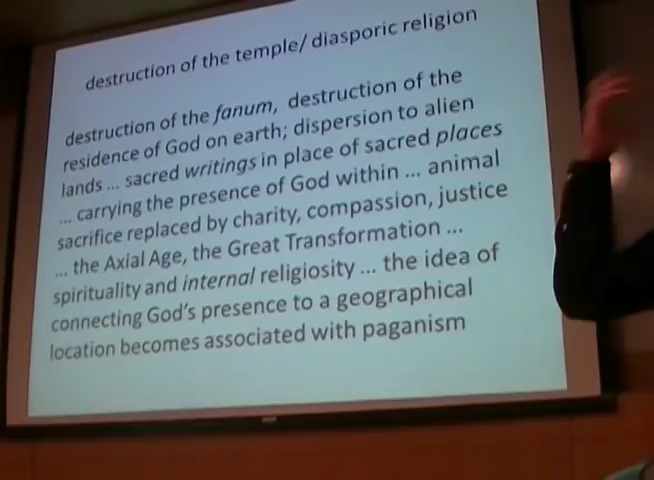 destruction of the temple/ diasporic religion
destruction of the fanum, destruction of the
residence of God on earth; dispersion to alien
lands ... sacred writings in place of sacred places
... carrying the presence of God within ... animal
sacrifice replaced by charity, compassion, justice
... the Axial Age, the Great Transformation ...
spirituality and internal religiosity ... the idea of
connecting God's presence to a geographical
location becomes associated with paganism